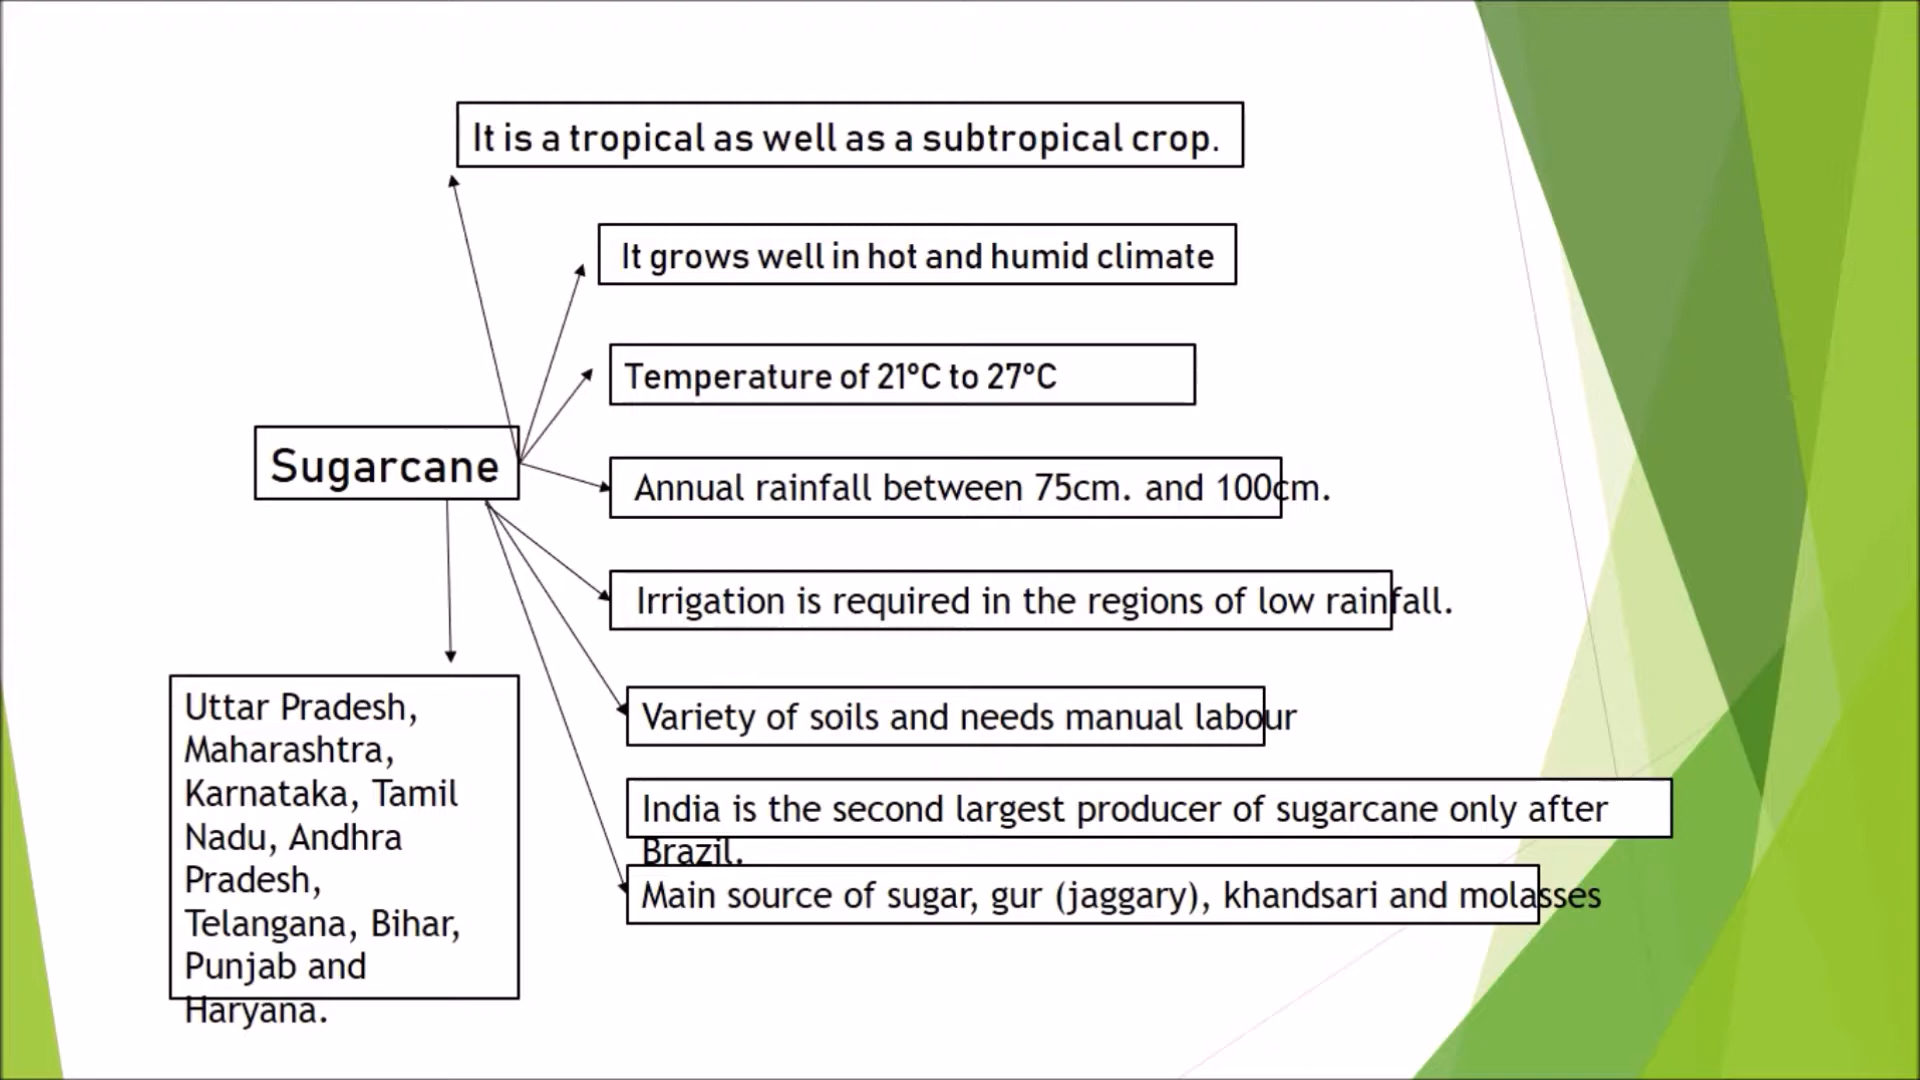 It is a tropical as well as a subtropical crop.
It grows well in hot and humid climate
Temperature of 21°C to 27°C
Sugarcane
Annual rainfall between 75cm. and 100cm.
Irrigation is required in the regions of low rainfall.
Variety of soils and needs manual labour
India is the second largest producer of sugarcane only after
Brazil.
Main source of sugar, gur (jaggary), khandsari and molasses
Uttar Pradesh,
Maharashtra,
Karnataka, Tamil
Nadu, Andhra
Pradesh,
Telangana, Bihar,
Punjab and
Haryana.